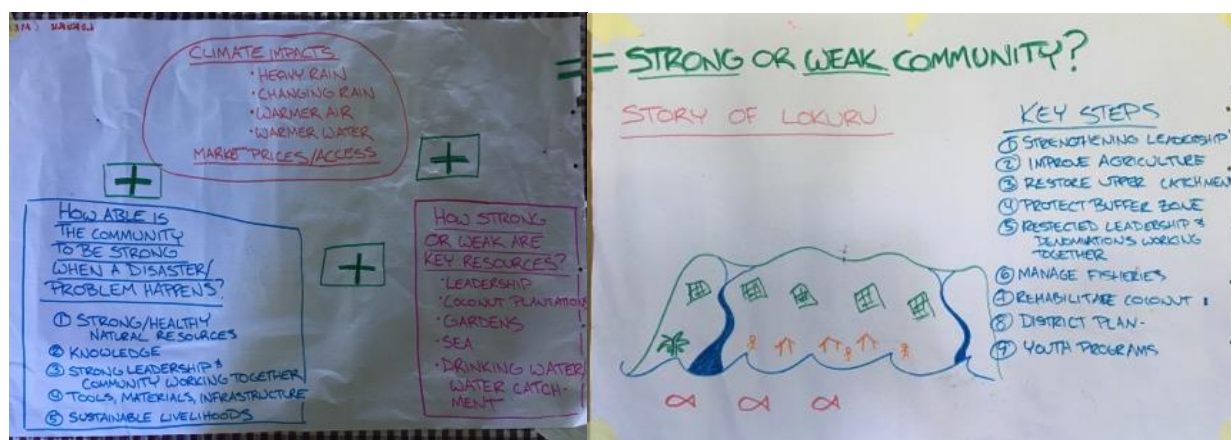 CLIMATE IMPACTS
• HEAVY RAIN
• CHANGING RAIN
• WARMER AIR
• WARMER WATER
MARKET PRICES/ACCESS
+
+
+
HOW ABLE IS
THE COMMUNITY
TO BE STRONG
WHEN A DISASTER/
PROBLEM HAPPENS?
① STRONG/HEALTHY
NATURAL RESOURCES
② KNOWLEDGE
③ STRONG LEADERSHIP &
COMMUNITY WORKING TOGETHER
④ TOOLS, MATERIALS, INFRASTRUCTURE
⑤ SUSTAINABLE LIVELIHOODS
HOW STRONG
OR WEAK ARE
KEY RESOURCES?
• LEADERSHIP
• COCONUT PLANTATIONS
• GARDENS
• SEA
• DRINKING WATER/
WATER CATCH-
MENT
= = STRONG OR WEAK COMMUNITY?
STORY OF LOKURU
KEY STEPS
① STRENGTHENING LEADERSHIP
② IMPROVE AGRICULTURE
③ RESTORE UPPER CATCHMENT
④ PROTECT BUFFER ZONE
⑤ RESPECTED LEADERSHIP &
DENOMINATIONS WORKING
TOGETHER
⑥ MANAGE FISHERIES
⑦ REHABILITATE COCONUT
⑧ DISTRICT PLAN-
⑨ YOUTH PROGRAMS